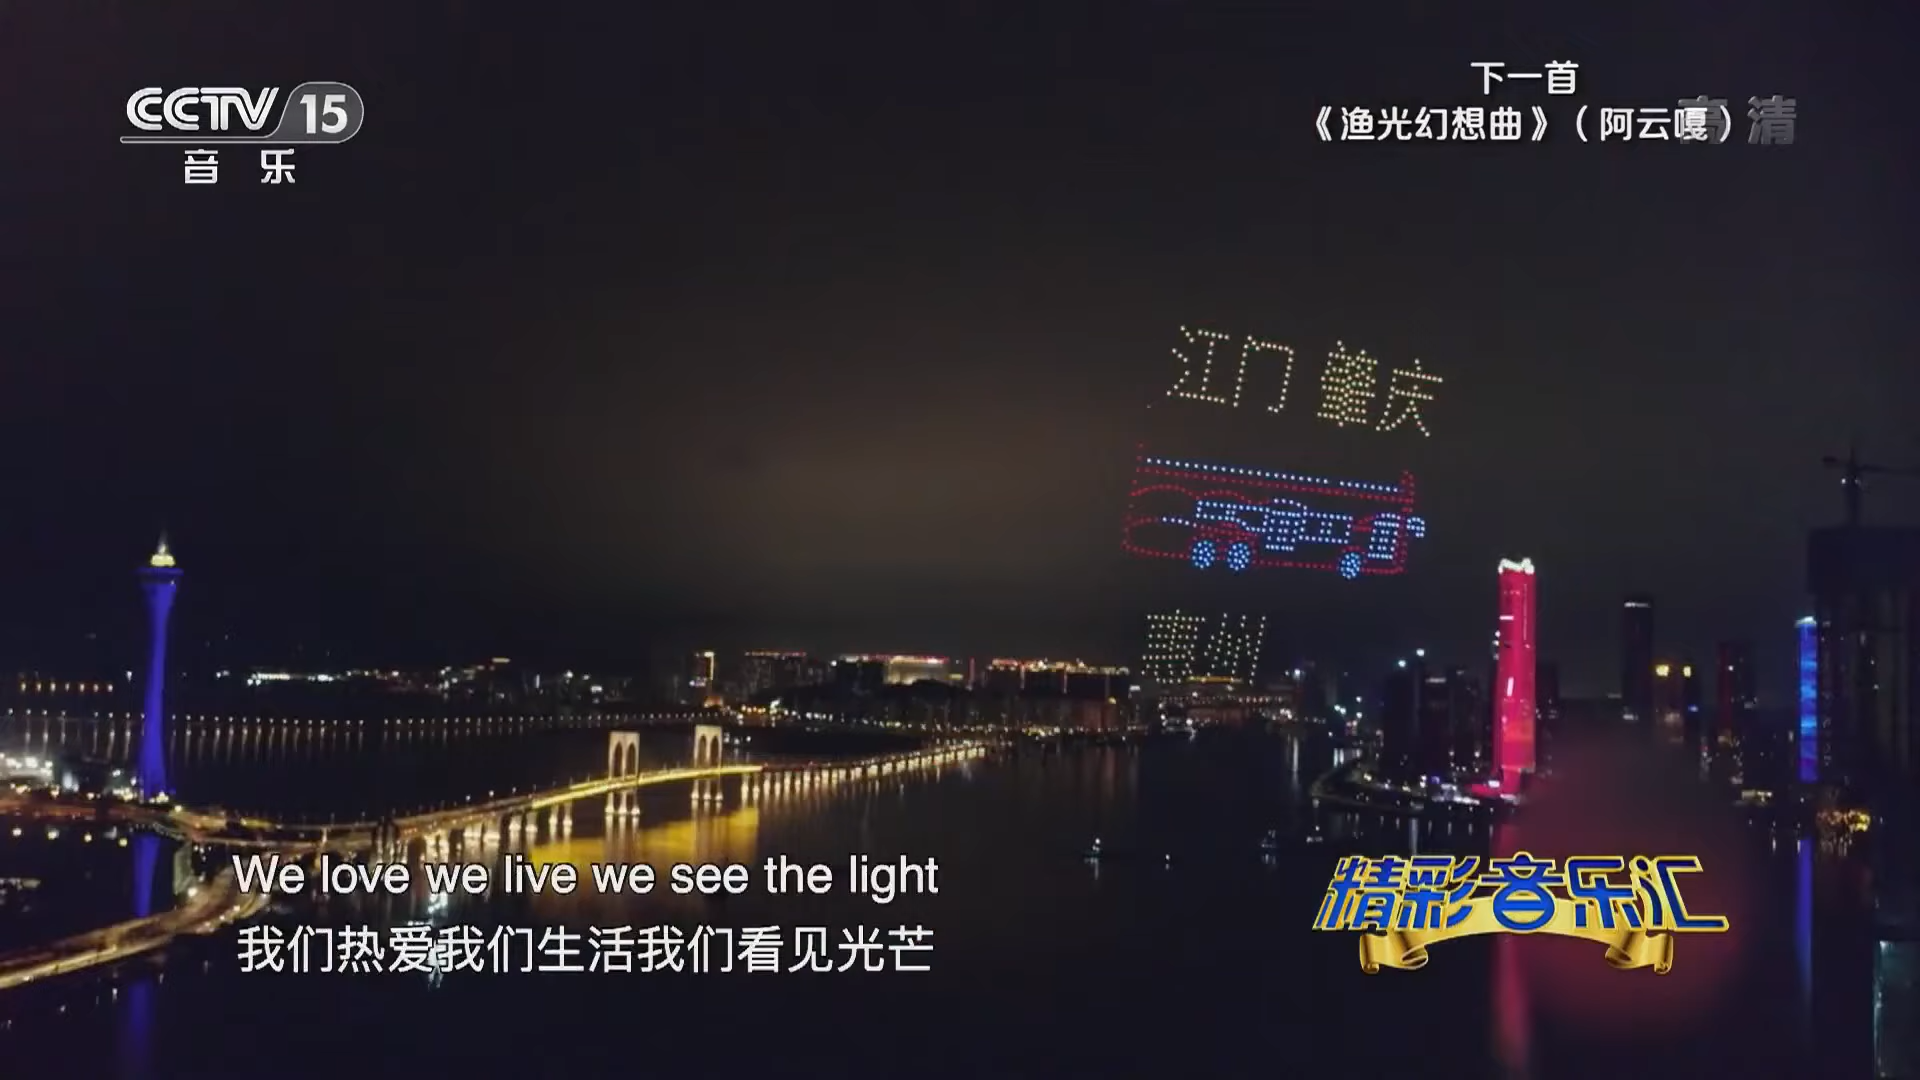 CCTV 15
音 乐
下一首
《渔光幻想曲》（阿云嘎）
高清
江门 肇庆
惠州
We love we live we see the light
我们热爱我们生活我们看见光芒
精彩音乐汇